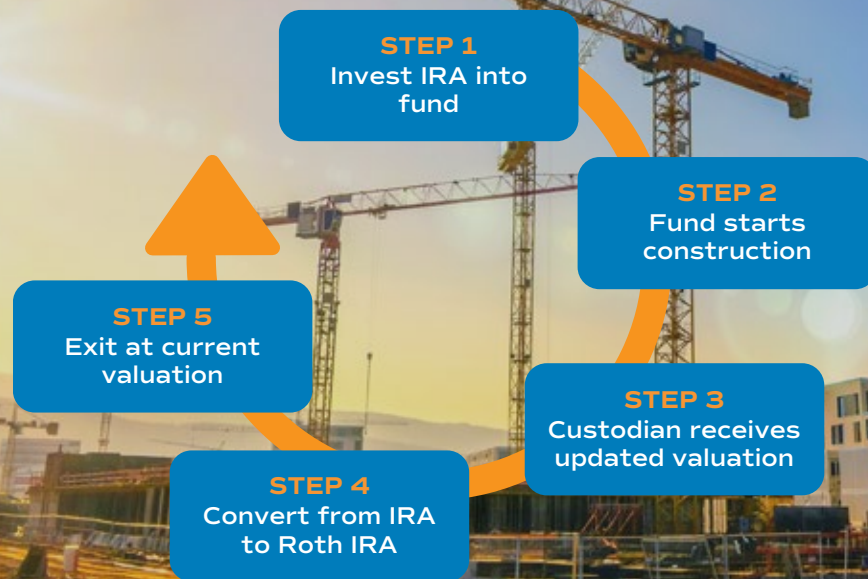 STEP 1
Invest IRA into
fund
STEP 2
Fund starts
construction
STEP 3
Custodian receives
updated valuation
STEP 4
Convert from IRA
to Roth IRA
STEP 5
Exit at current
valuation